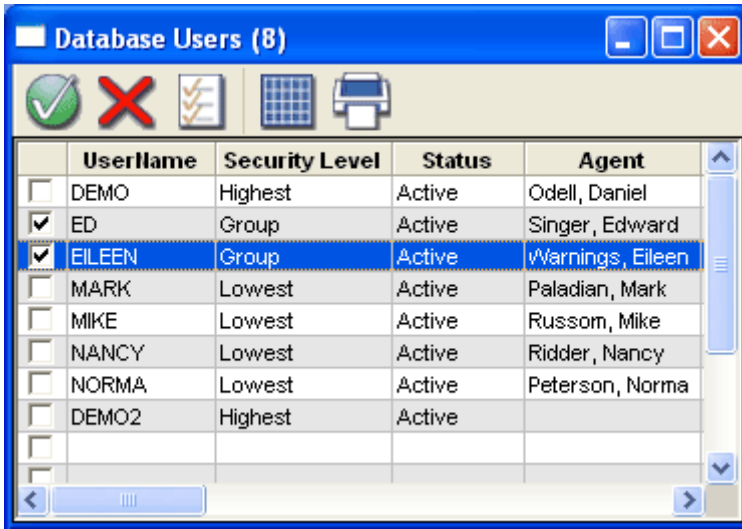 Database Users (8)
UserName Security Level Status Agent
DEMO Highest Active Odell, Daniel
ED Group Active Singer, Edward
EILEEN Group Active Warnings, Eileen
MARK Lowest Active Paladian, Mark
MIKE Lowest Active Russom, Mike
NANCY Lowest Active Ridder, Nancy
NORMA Lowest Active Peterson, Norma
DEMO2 Highest Active